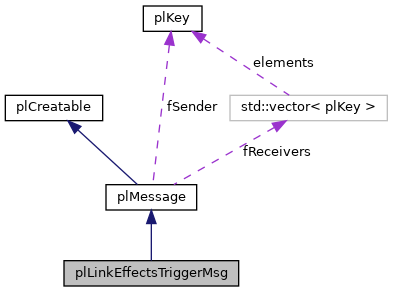 plKey
elements
plCreatable
fSender
std::vector< plKey >
fReceivers
plMessage
plLinkEffectsTriggerMsg